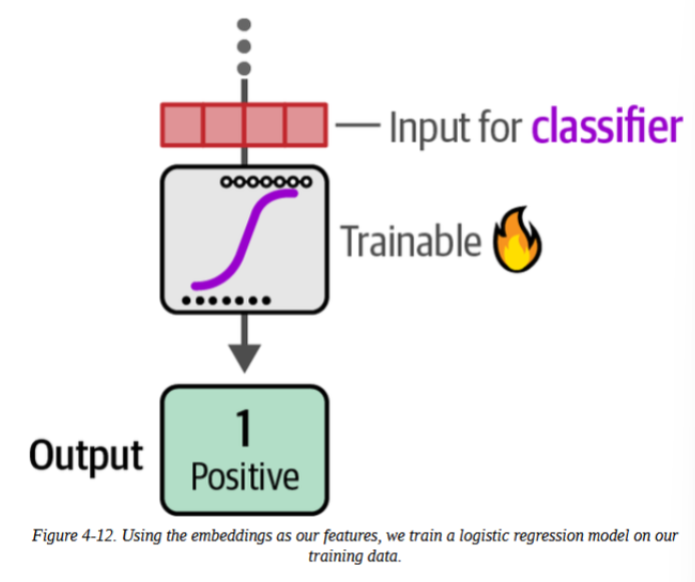 Input for classifier
Trainable
1
Positive
Output
Figure 4-12. Using the embeddings as our features, we train a logistic regression model on our
training data.